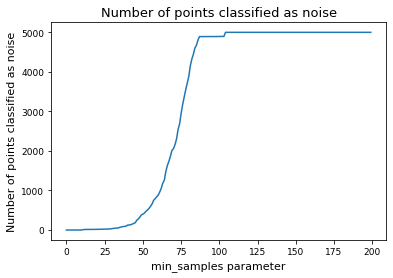 Number of points classified as noise
Number of points classified as noise
5000
4000
3000
2000
1000
0
0 25 50 75 100 125 150 175 200
min_samples parameter